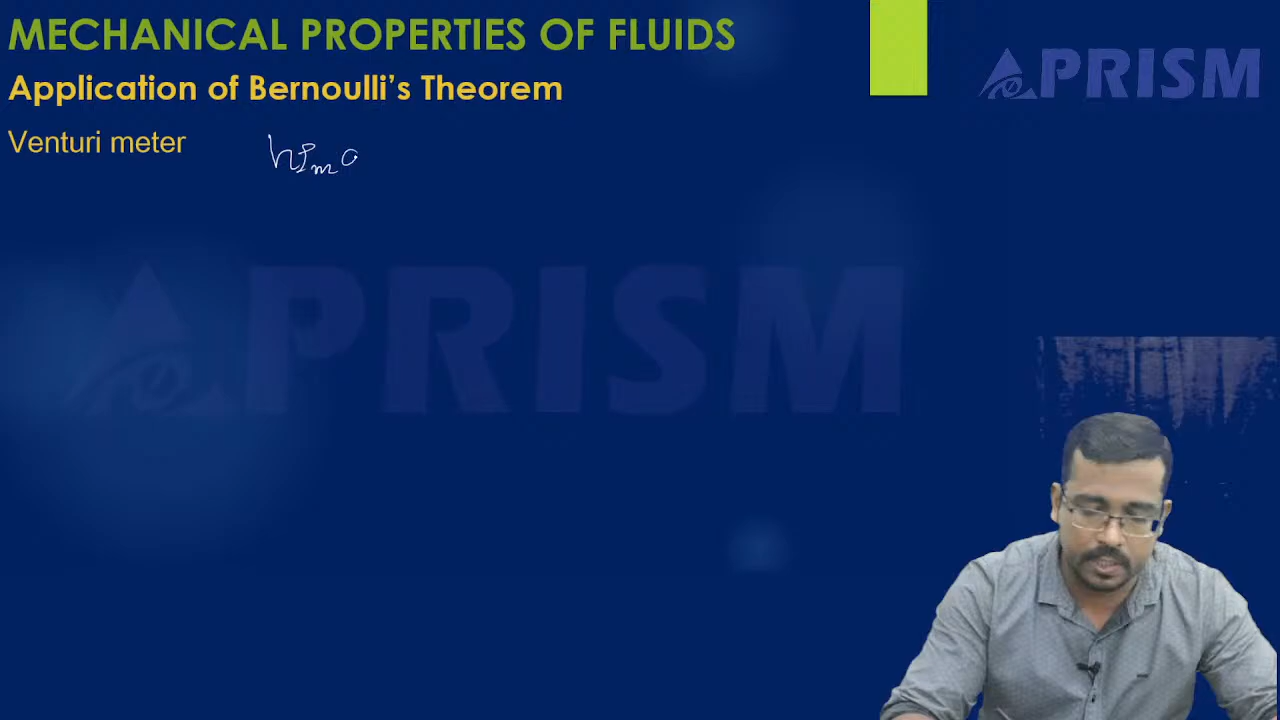 MECHANICAL PROPERTIES OF FLUIDS
PRISM
Application of Bernoulli's Theorem
Venturi meter
PRISM